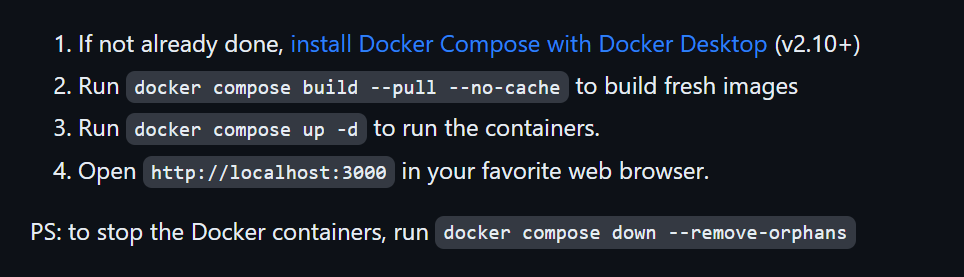 1. If not already done, install Docker Compose with Docker Desktop (v2.10+)
2. Run docker compose build --pull --no-cache to build fresh images
3. Run docker compose up -d to run the containers.
4. Open http://localhost:3000 in your favorite web browser.
PS: to stop the Docker containers, run docker compose down --remove-orphans